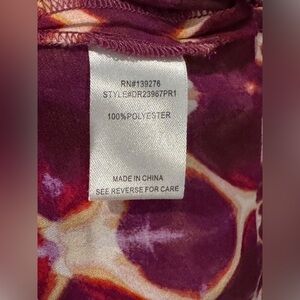 RN#139276
STYLE#DR23967PR1
100%POLYESTER
MADE IN CHINA
SEE REVERSE FOR CARE